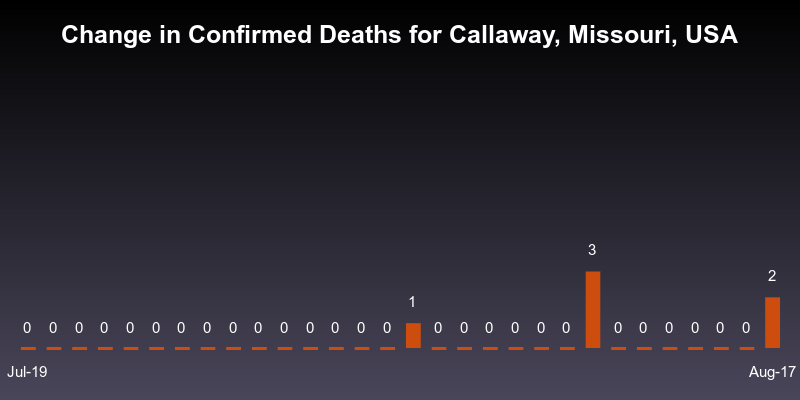 Change in Confirmed Deaths for Callaway, Missouri, USA
3
2
1
0 0 0 0 0 0 0 0 0 0 0 0 0 0 0 0 0 0 0 0 0 0 0 0 0 0 0
Jul-19 Aug-17